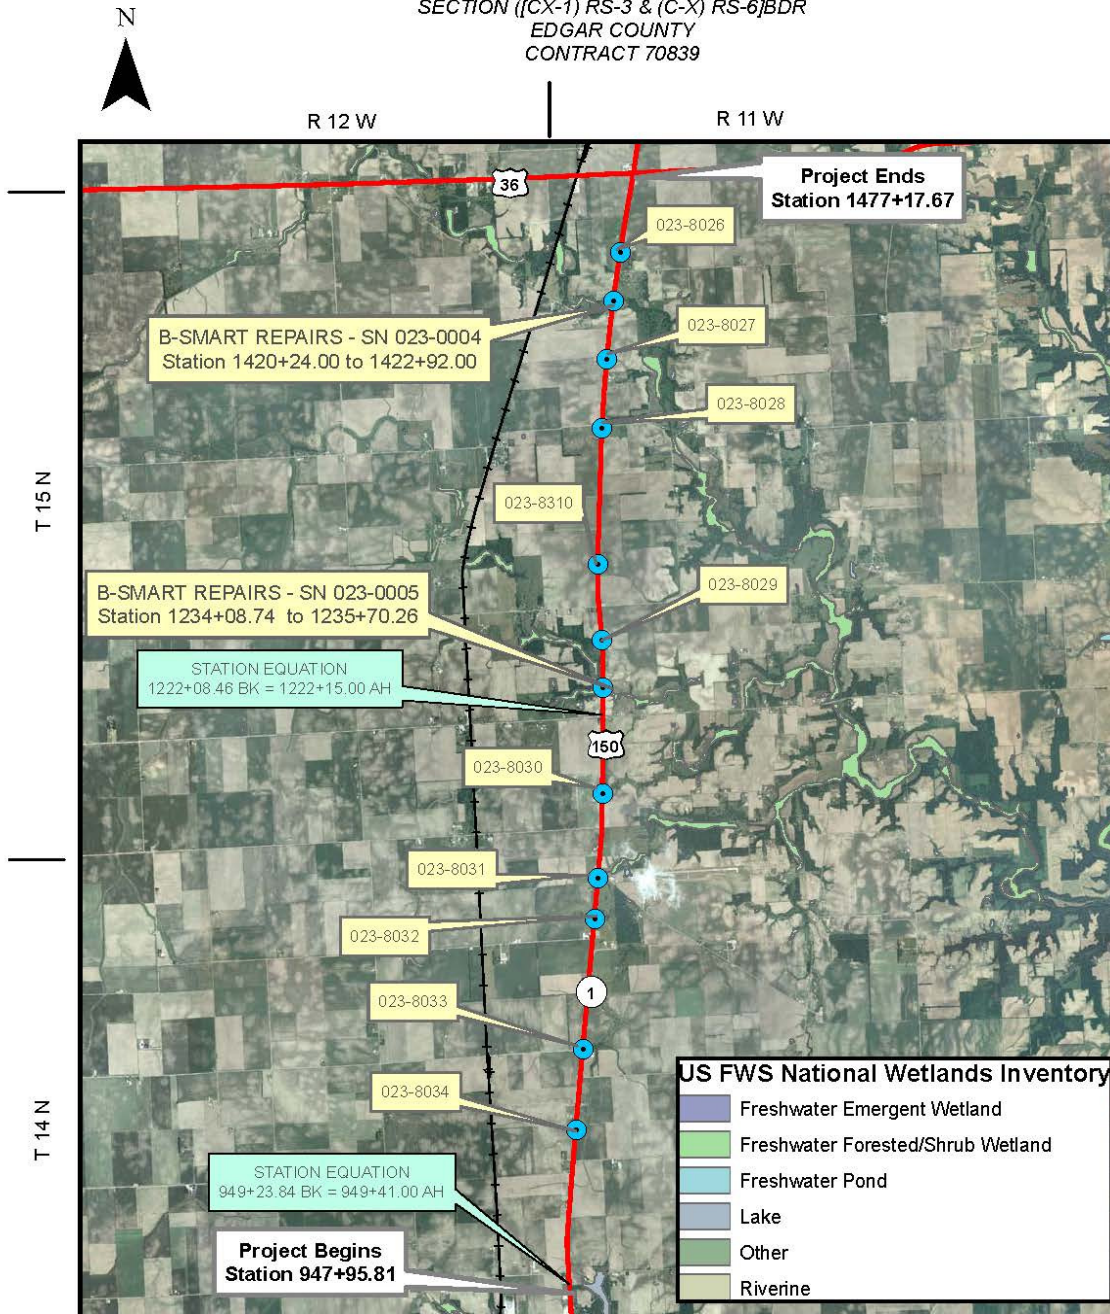 SECTION ([CX-1) RS-3 & (C-X) RS-6]BDR
EDGAR COUNTY
CONTRACT 70839
N
R 12 W
R 11 W
36
Project Ends
Station 1477+17.67
023-8026
B-SMART REPAIRS - SN 023-0004
Station 1420+24.00 to 1422+92.00
023-8027
023-8028
T 15 N
023-8310
023-8029
B-SMART REPAIRS - SN 023-0005
Station 1234+08.74 to 1235+70.26
STATION EQUATION
1222+08.46 BK = 1222+15.00 AH
150
023-8030
023-8031
023-8032
1
023-8033
023-8034
T 14 N
STATION EQUATION
949+23.84 BK = 949+41.00 AH
Project Begins
Station 947+95.81
US FWS National Wetlands Inventory
Freshwater Emergent Wetland
Freshwater Forested/Shrub Wetland
Freshwater Pond
Lake
Other
Riverine